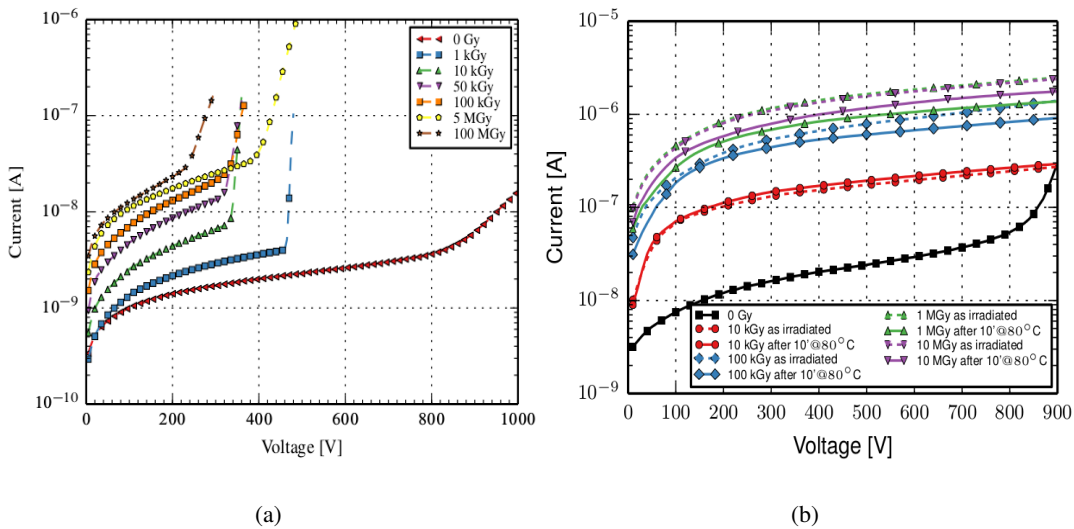 (a)
10⁻⁶
10⁻⁷
10⁻⁸
10⁻⁹
10⁻¹⁰
Current [A]
0 Gy
1 kGy
10 kGy
50 kGy
100 kGy
5 MGy
100 MGy
0
200
400
600
800
1000
Voltage [V]
(b)
10⁻⁵
10⁻⁶
10⁻⁷
10⁻⁸
10⁻⁹
Current [A]
0 Gy
10 kGy as irradiated
10 kGy after 10'@80°C
100 kGy as irradiated
100 kGy after 10'@80°C
1 MGy as irradiated
1 MGy after 10'@80°C
10 MGy as irradiated
10 MGy after 10'@80°C
0
100
200
300
400
500
600
700
800
900
Voltage [V]
(a)
(b)